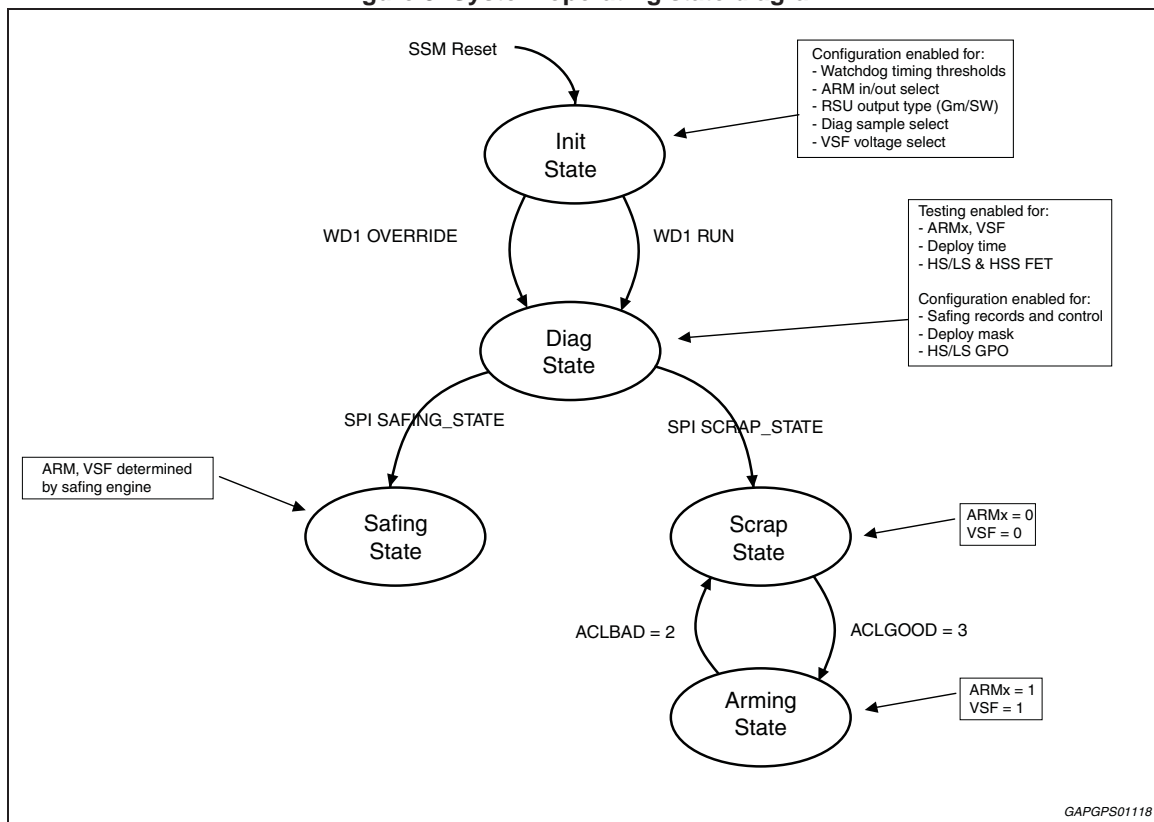 SSM Reset
Configuration enabled for:
- Watchdog timing thresholds
- ARM in/out select
- RSU output type (Gm/SW)
- Diag sample select
- VSF voltage select
Init
State
WD1 OVERRIDE
WD1 RUN
Testing enabled for:
- ARMx, VSF
- Deploy time
- HS/LS & HSS FET
Configuration enabled for:
- Safing records and control
- Deploy mask
- HS/LS GPO
Diag
State
SPI SAFING_STATE
SPI SCRAP_STATE
ARM, VSF determined
by safing engine
Safing
State
Scrap
State
ARMx = 0
VSF = 0
ACLBAD = 2
ACLGOOD = 3
Arming
State
ARMx = 1
VSF = 1
GAPGPS01118